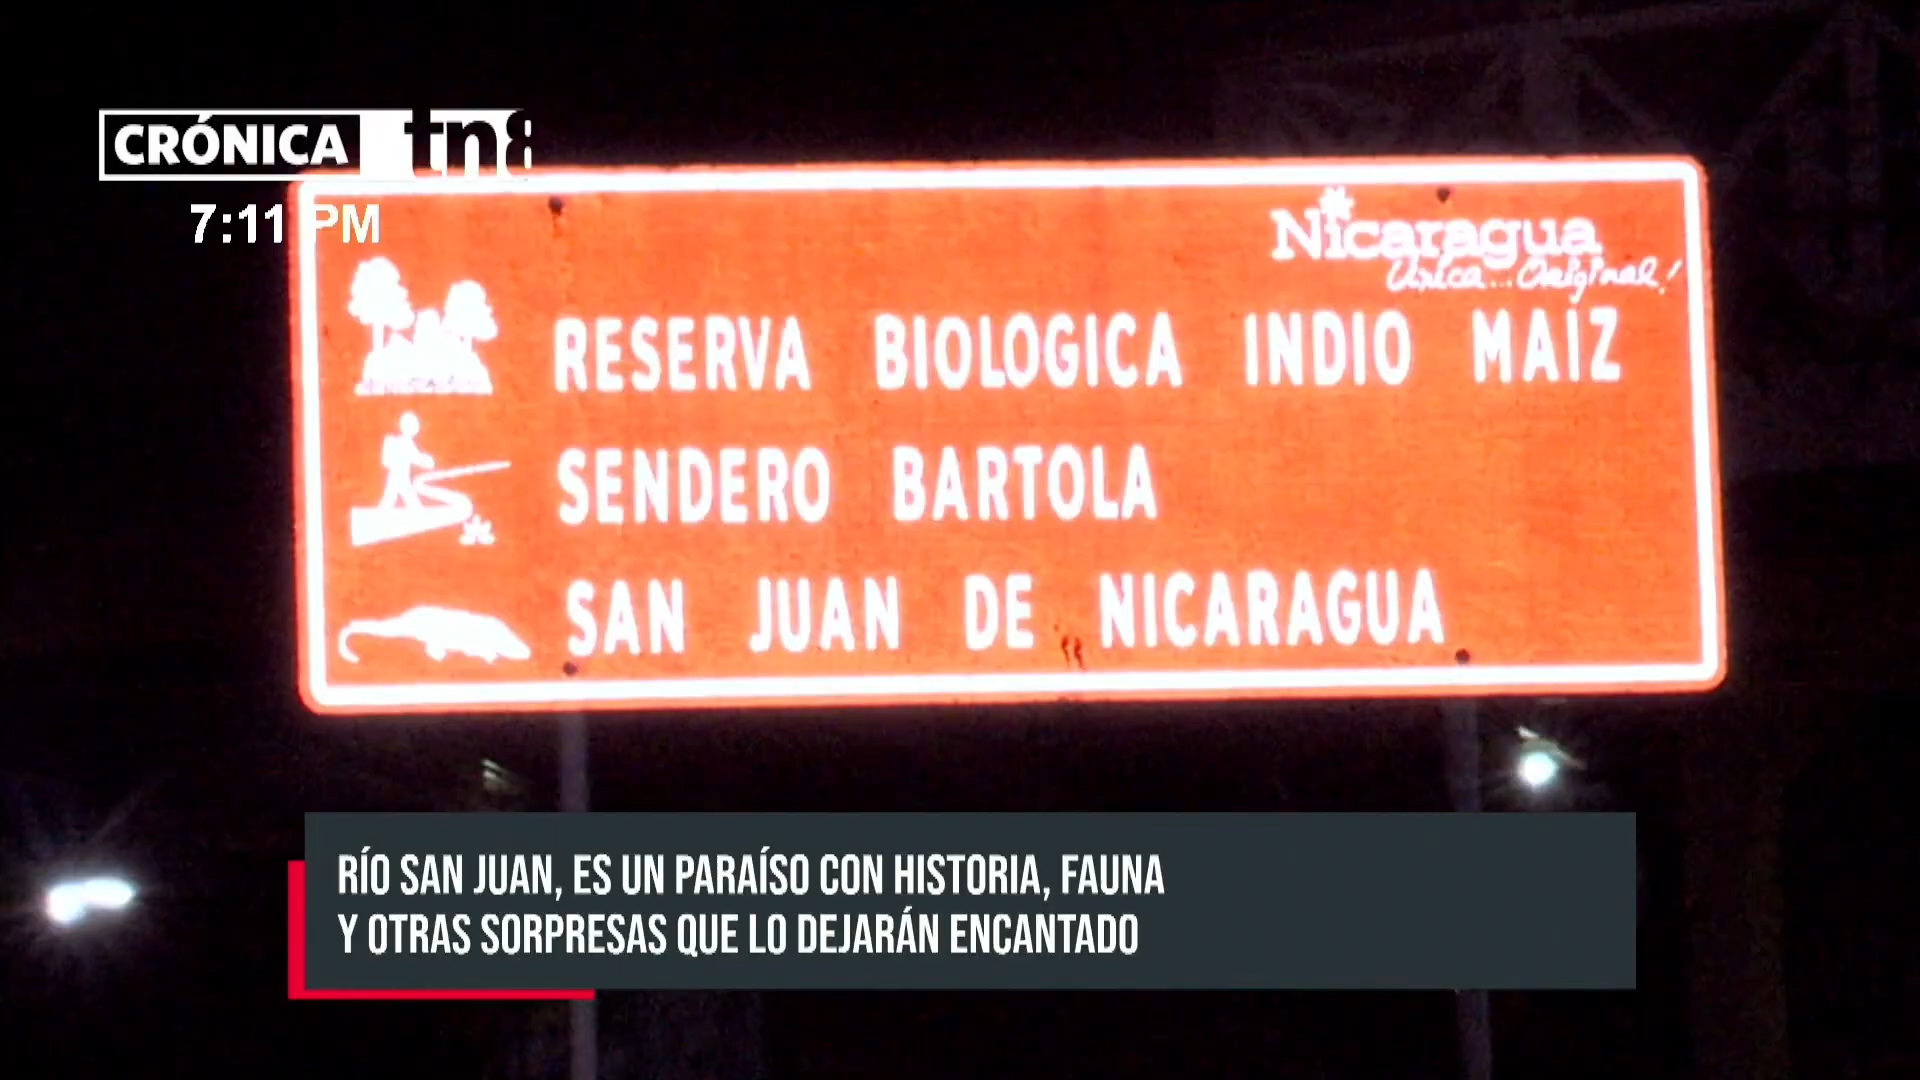 CRÓNICA tn8
7:11 PM
Nicaragua
Única... Original!
RESERVA BIOLOGICA INDIO MAÍZ
SENDERO BARTOLA
SAN JUAN DE NICARAGUA
RÍO SAN JUAN, ES UN PARAÍSO CON HISTORIA, FAUNA
Y OTRAS SORPRESAS QUE LO DEJARÁN ENCANTADO